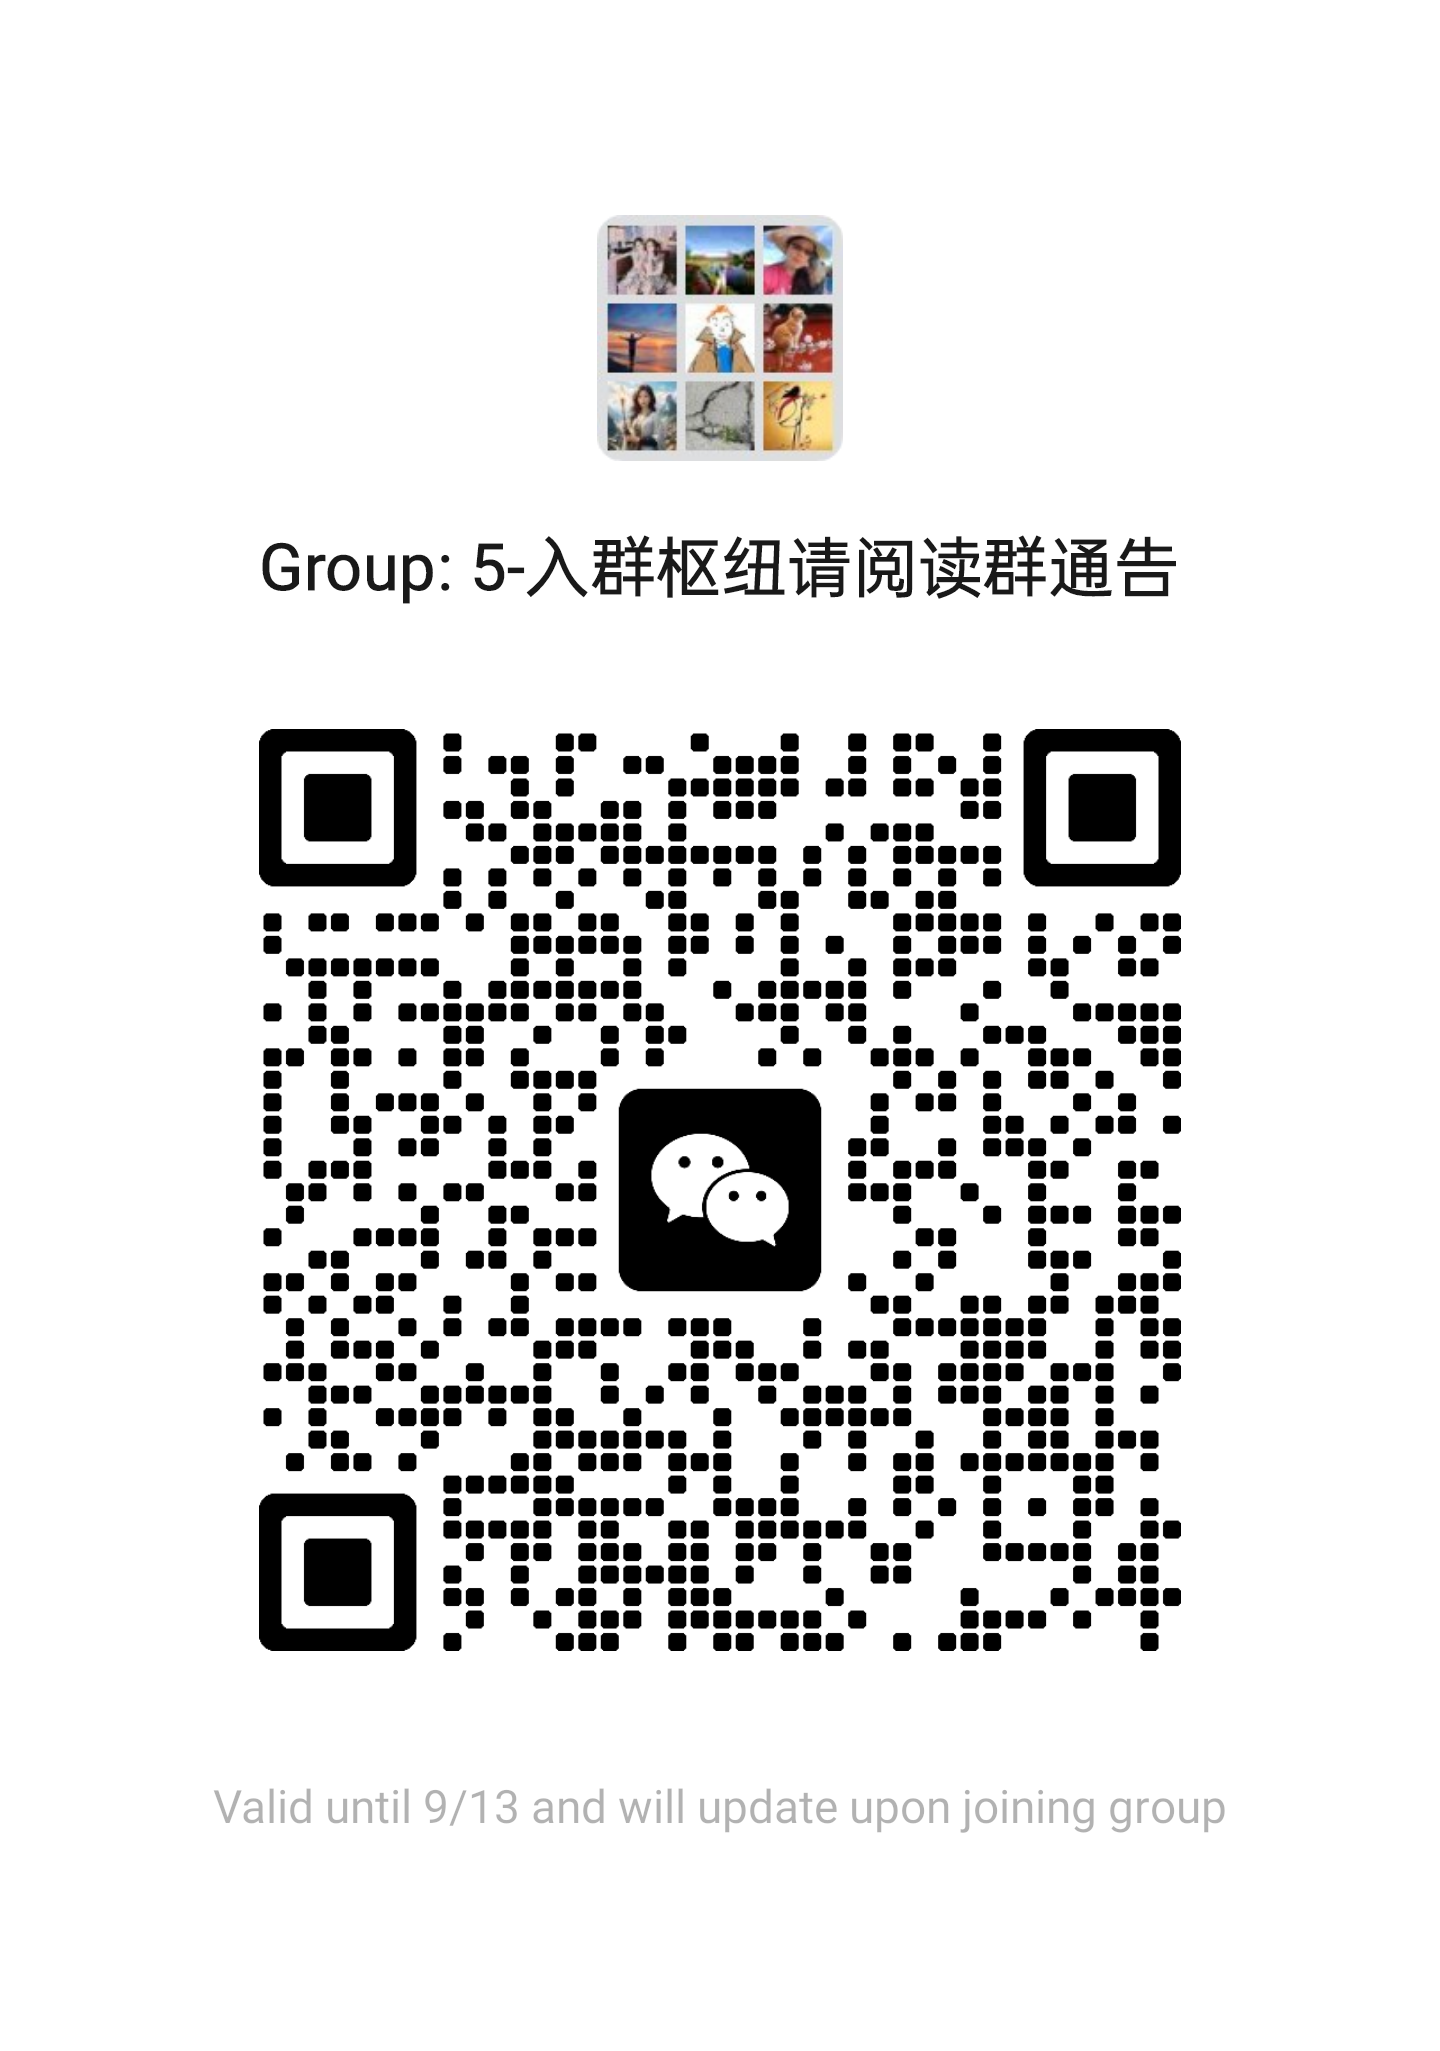 Group: 5-入群枢纽请阅读群通告
Valid until 9/13 and will update upon joining group